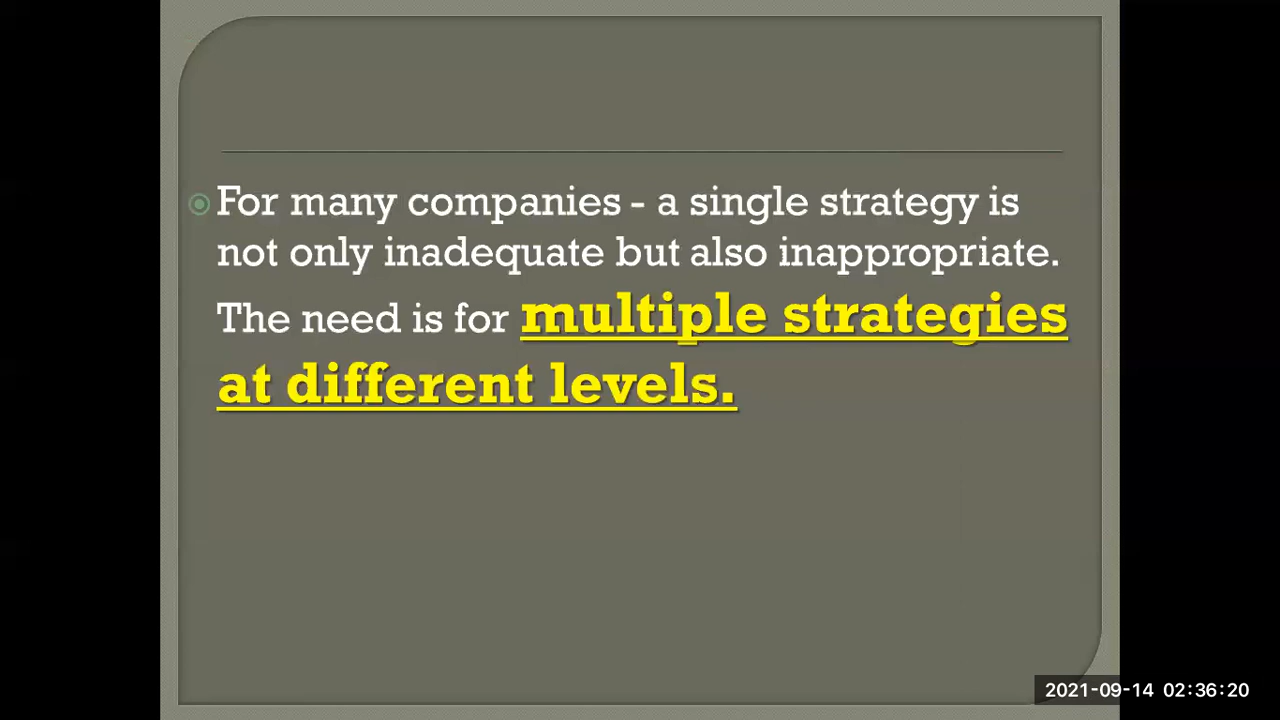 For many companies - a single strategy is
not only inadequate but also inappropriate.
The need is for multiple strategies
at different levels.
2021-09-14 02:36:20